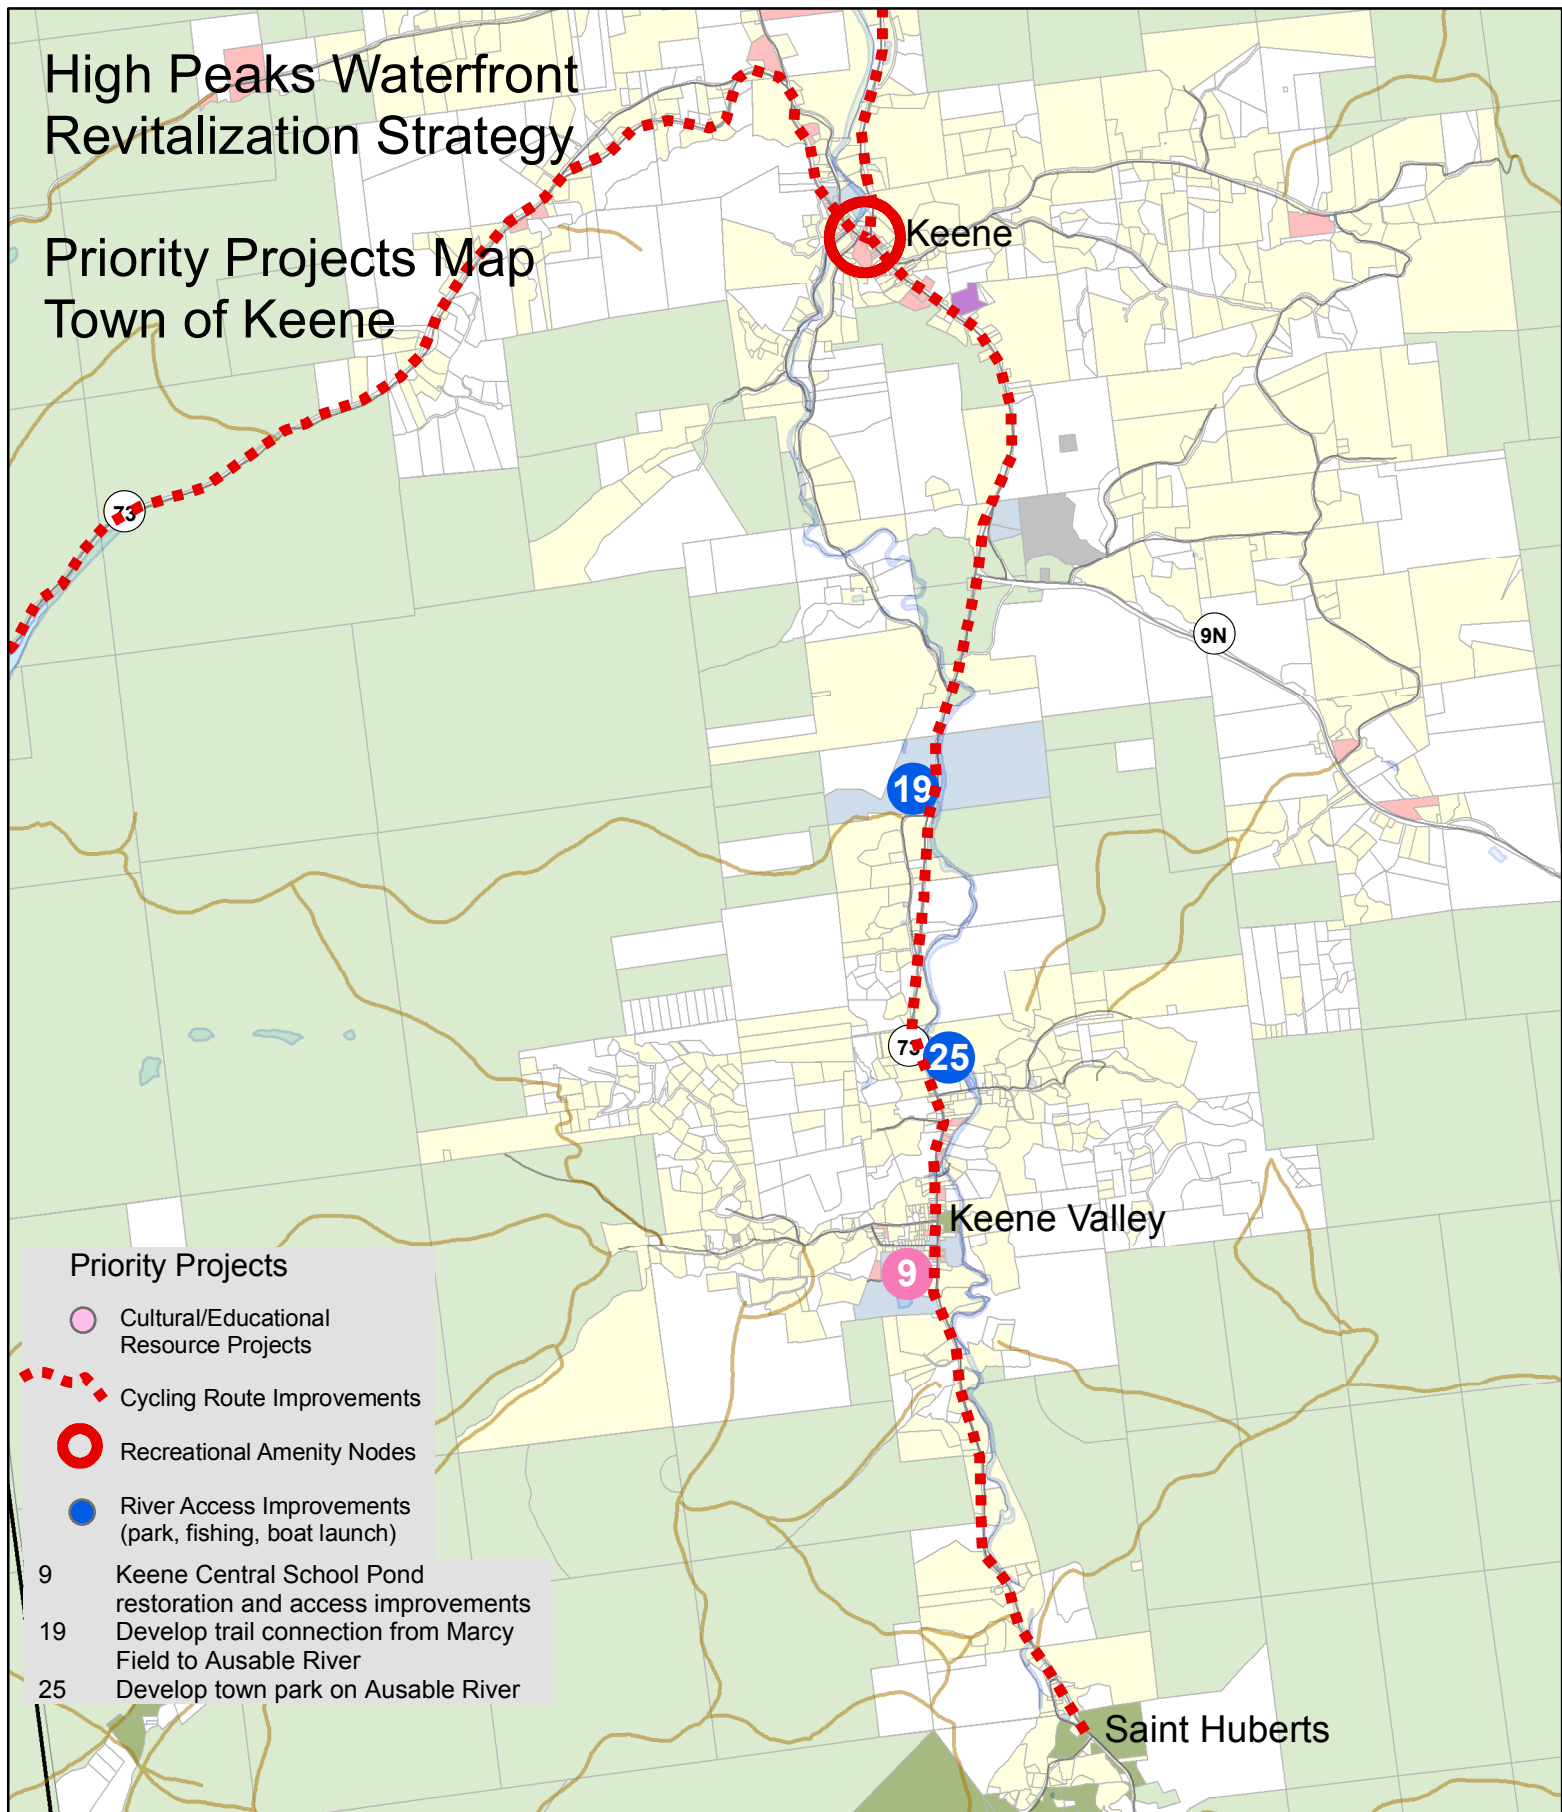 High Peaks Waterfront
Revitalization Strategy
Priority Projects Map
Town of Keene
Keene
73
9N
19
73
25
Keene Valley
9
Saint Huberts
Priority Projects
Cultural/Educational
Resource Projects
Cycling Route Improvements
Recreational Amenity Nodes
River Access Improvements
(park, fishing, boat launch)
9 Keene Central School Pond
restoration and access improvements
19 Develop trail connection from Marcy
Field to Ausable River
25 Develop town park on Ausable River